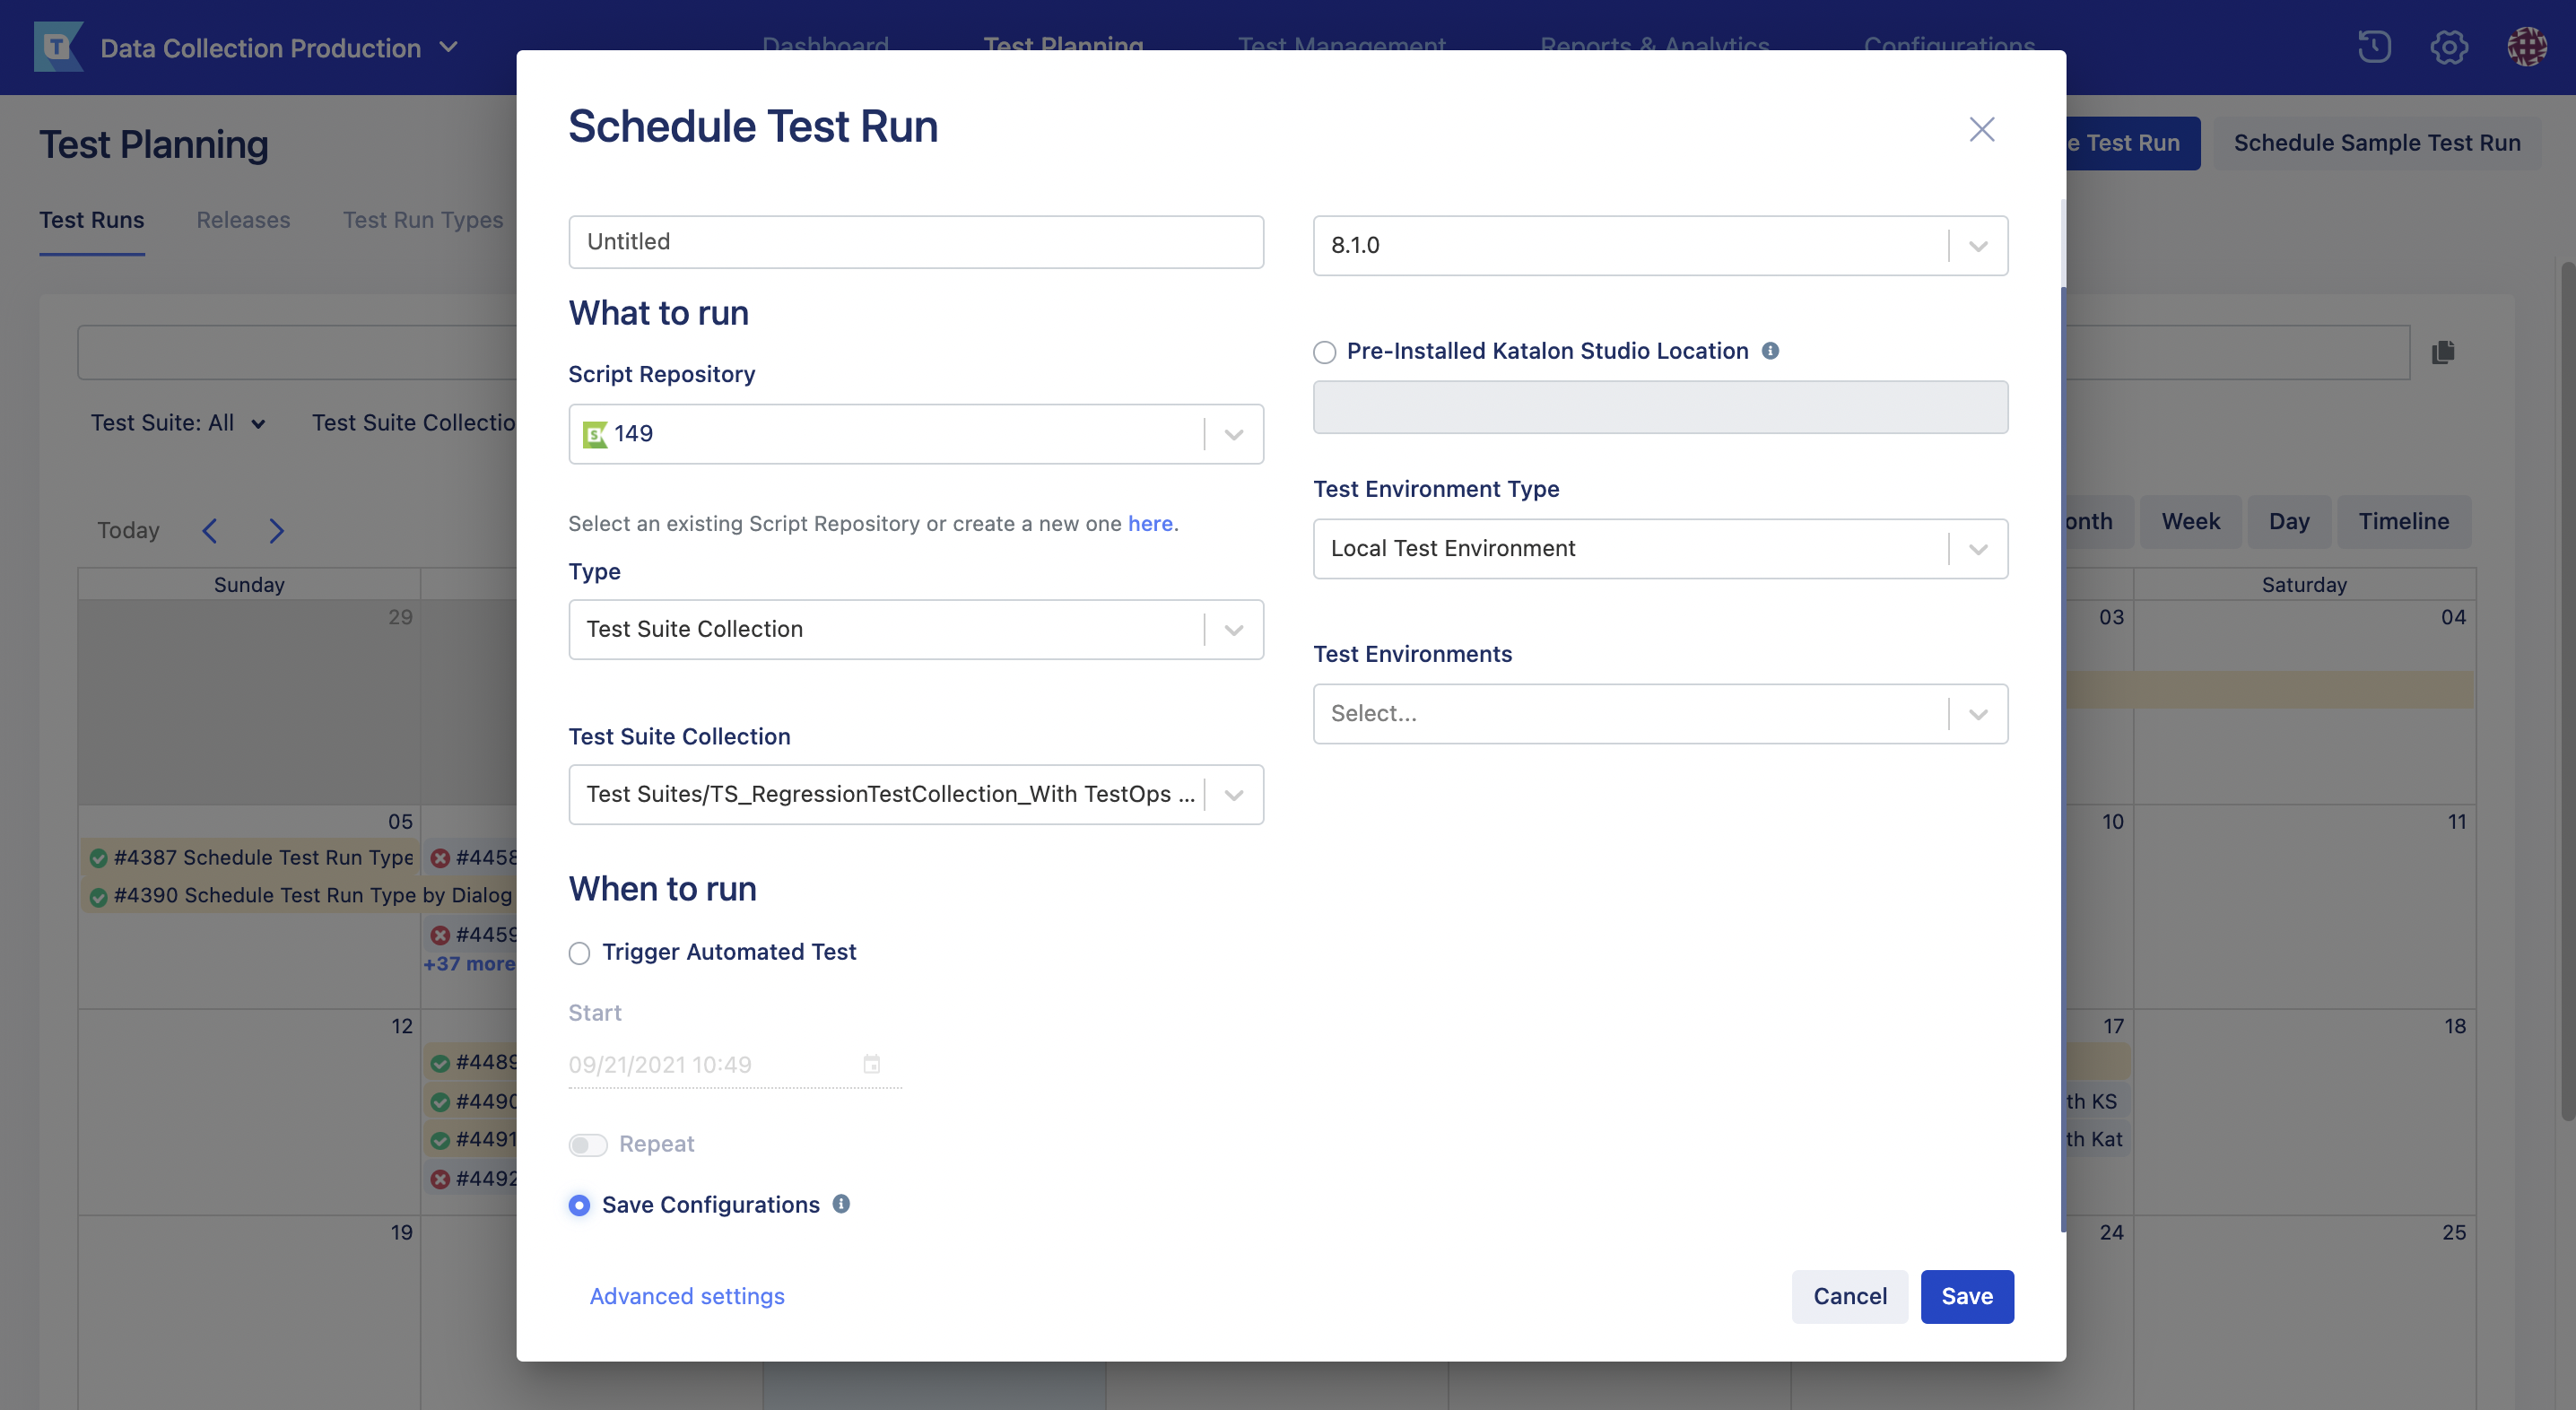 Data Collection Production
Dashboard
Test Planning
Test Management
Reports & Analytics
Configurations
Test Planning
e Test Run
Schedule Sample Test Run
Test Runs
Releases
Test Run Types
Schedule Test Run
Untitled
8.1.0
What to run
Pre-Installed Katalon Studio Location
Script Repository
149
Select an existing Script Repository or create a new one here.
Type
Test Suite Collection
Test Suite Collection
Test Suites/TS_RegressionTestCollection_With TestOps ...
Test Environment Type
Local Test Environment
Test Environments
Select...
When to run
Trigger Automated Test
Start
09/21/2021 10:49
Repeat
Save Configurations
Advanced settings
Cancel
Save
Test Suite: All
Test Suite Collectio
Today
onth
Week
Day
Timeline
Sunday
Saturday
29
03
04
05
10
11
#4387 Schedule Test Run Type
#4458
#4390 Schedule Test Run Type by Dialog
#4459
+37 more
12
17
18
#4489
#4490
th KS
#4491
th Kat
#4492
19
24
25